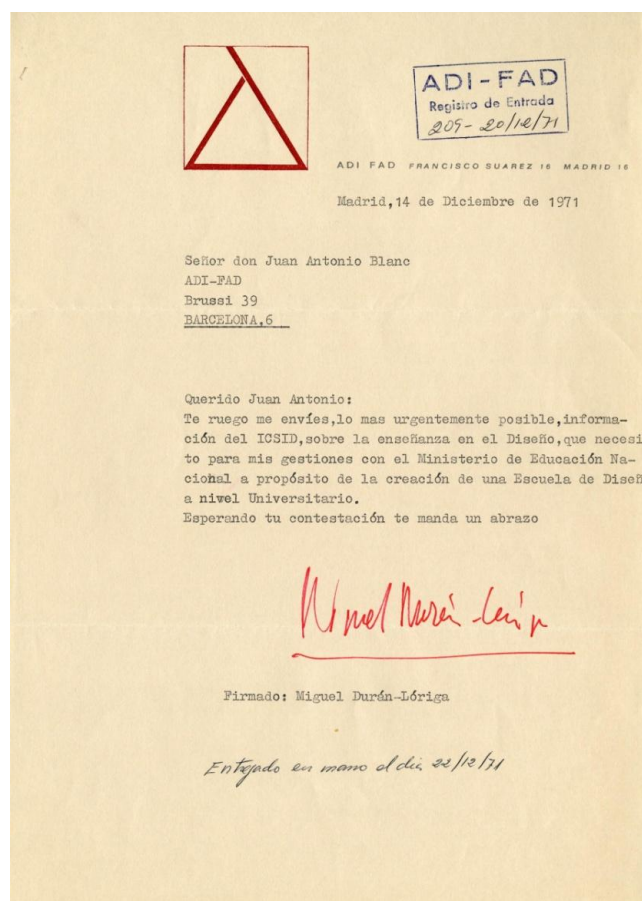 ADI-FAD
Registro de Entrada
209- 20/12/71
ADI FAD FRANCISCO SUAREZ 16 MADRID 16
Madrid,14 de Diciembre de 1971
Señor don Juan Antonio Blanc
ADI-FAD
Brussi 39
BARCELONA,6
Querido Juan Antonio:
Te ruego me envíes,lo mas urgentemente posible,informa-
ción del ICSID,sobre la enseñanza en el Diseño,que necesi
to para mis gestiones con el Ministerio de Educación Na-
cional a propósito de la creación de una Escuela de Diseñ
a nivel Universitario.
Esperando tu contestación te manda un abrazo
Miguel Durán-Lóriga
Firmado: Miguel Durán-Lóriga
Entregado en mano el dia 22/12/71